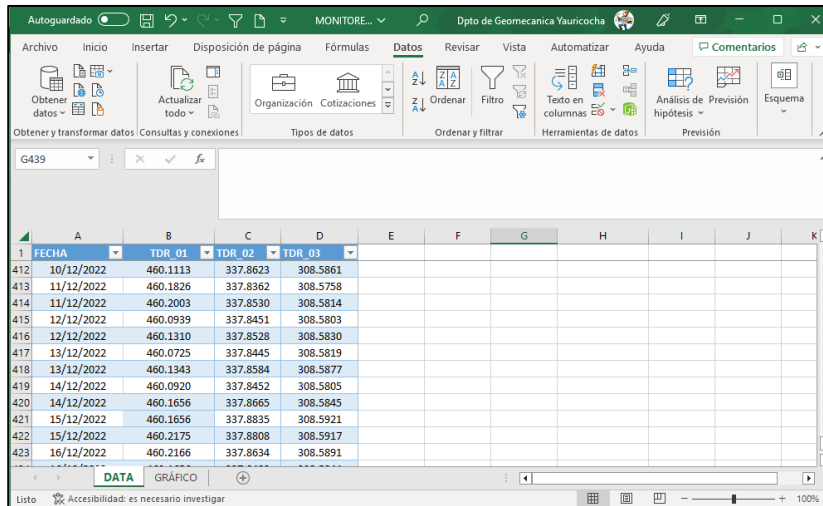 Autoguardado MONITORE... Dpto de Geomecanica Yauricocha
Archivo Inicio Insertar Disposición de página Fórmulas Datos Revisar Vista Automatizar Ayuda Comentarios
Obtener datos Actualizar todo Organización Cotizaciones Ordenar Filtro Texto en columnas Análisis de hipótesis Previsión Esquema
Obtener y transformar datos Consultas y conexiones Tipos de datos Ordenar y filtrar Herramientas de datos Previsión
G439 fx
A B C D E F G H I J K
1 FECHA TDR_01 TDR_02 TDR_03
412 10/12/2022 460.1113 337.8623 308.5861
413 11/12/2022 460.1826 337.8362 308.5758
414 11/12/2022 460.2003 337.8530 308.5814
415 12/12/2022 460.0939 337.8451 308.5803
416 12/12/2022 460.1310 337.8528 308.5830
417 13/12/2022 460.0725 337.8445 308.5819
418 13/12/2022 460.1343 337.8584 308.5877
419 14/12/2022 460.0920 337.8452 308.5805
420 14/12/2022 460.1656 337.8665 308.5845
421 15/12/2022 460.1656 337.8835 308.5921
422 15/12/2022 460.2175 337.8808 308.5917
423 16/12/2022 460.2166 337.8634 308.5891
DATA GRÁFICO
Listo Accesibilidad: es necesario investigar 100%